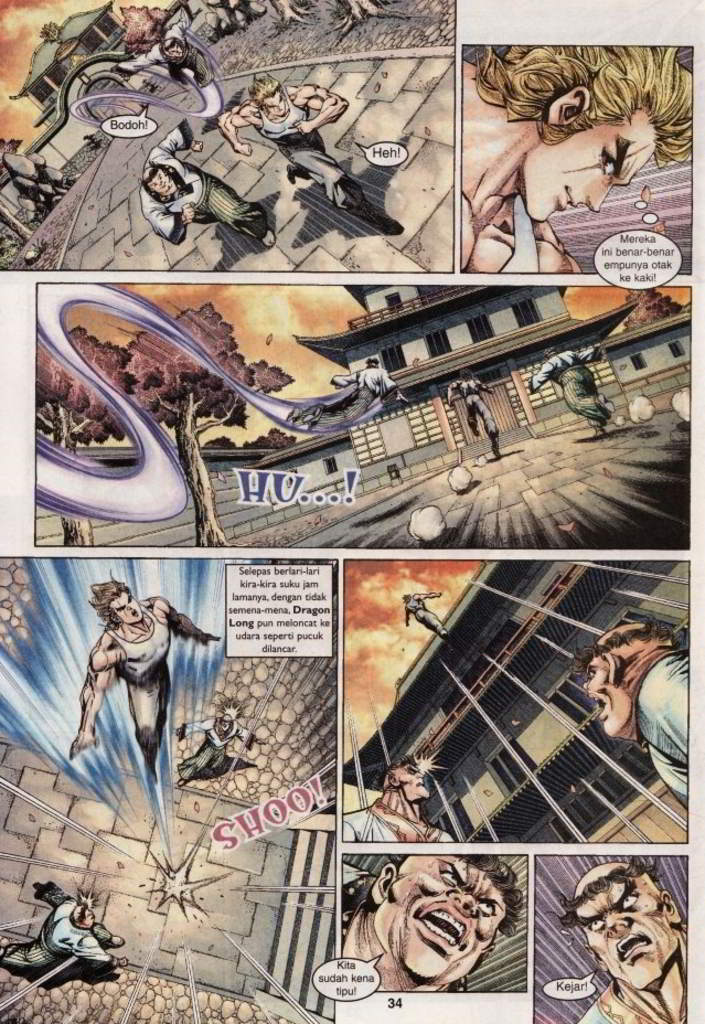 Bodoh!
Heh!
Mereka
ini benar-benar
empunya otak
ke kaki!
HU...!
Selepas berlari-lari
kira-kira suku jam
lamanya, dengan tidak
semena-mena, Dragon
Long pun meloncat ke
udara seperti pucuk
dilancar.
SHOO!
Kita
sudah kena
tipu!
Kejar!
34